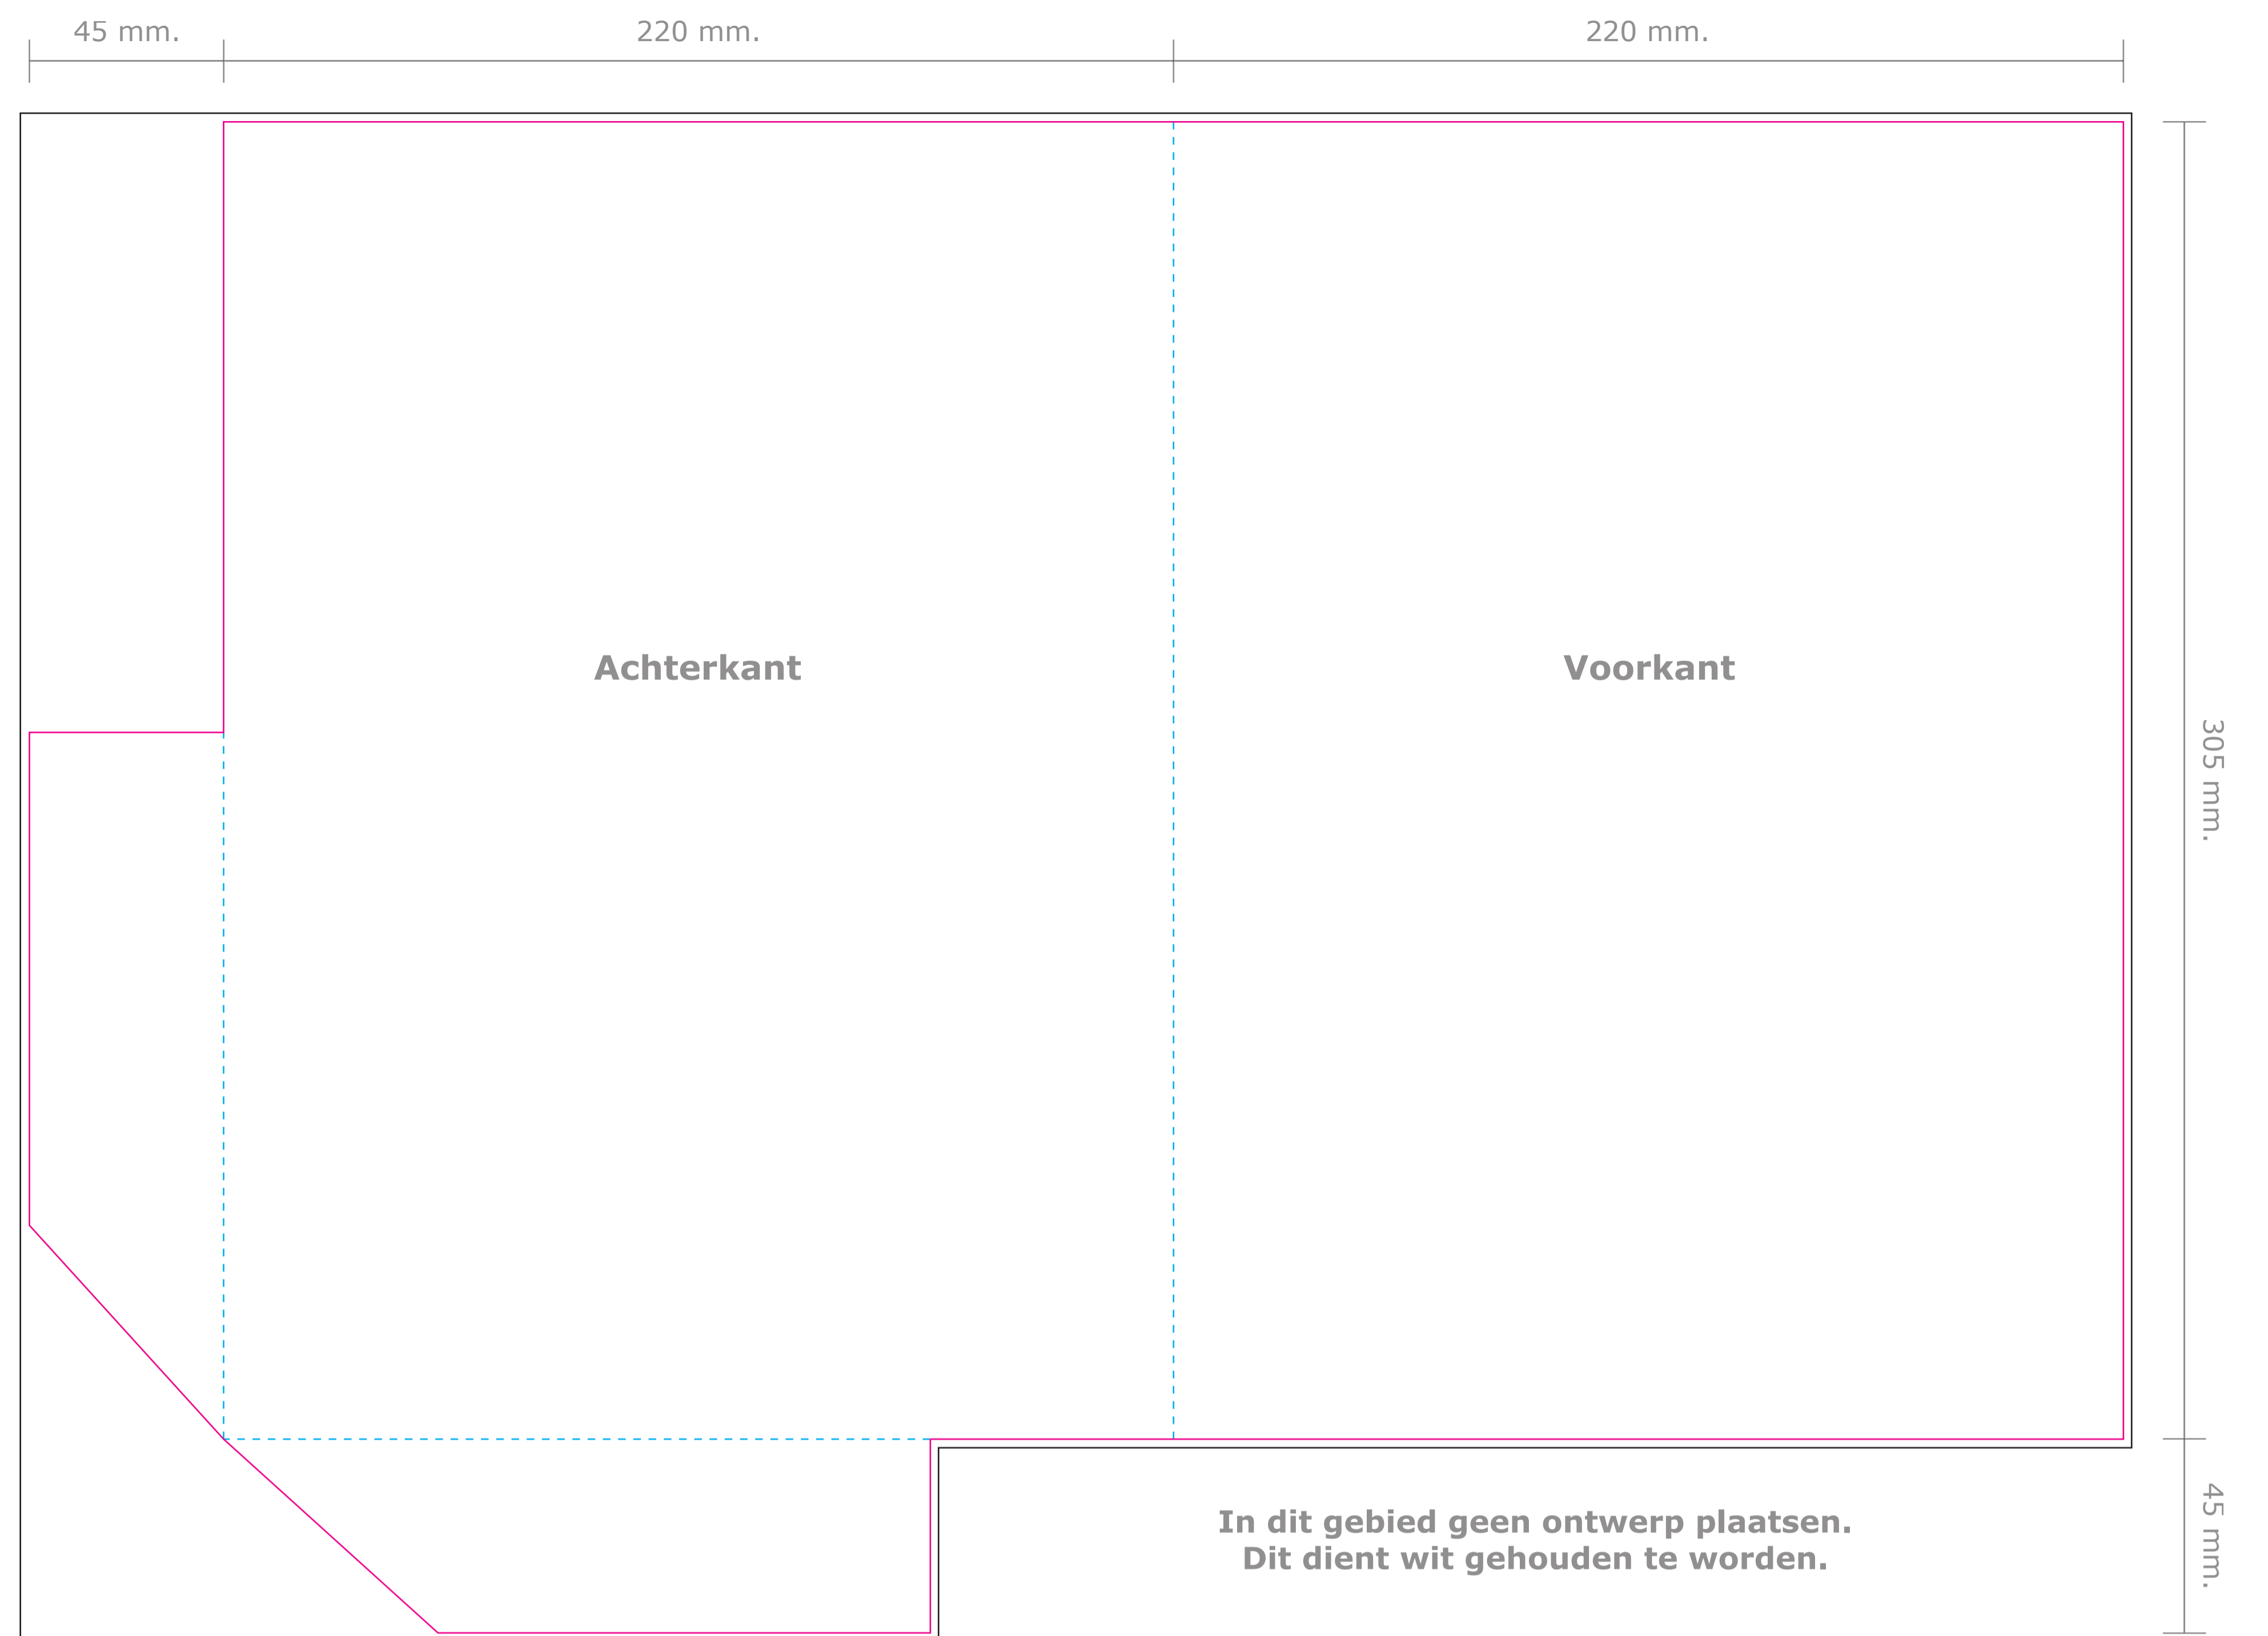 45 mm.
220 mm.
220 mm.
Achterkant
Voorkant
305 mm.
In dit gebied geen ontwerp plaatsen.
Dit dient wit gehouden te worden.
45 mm.